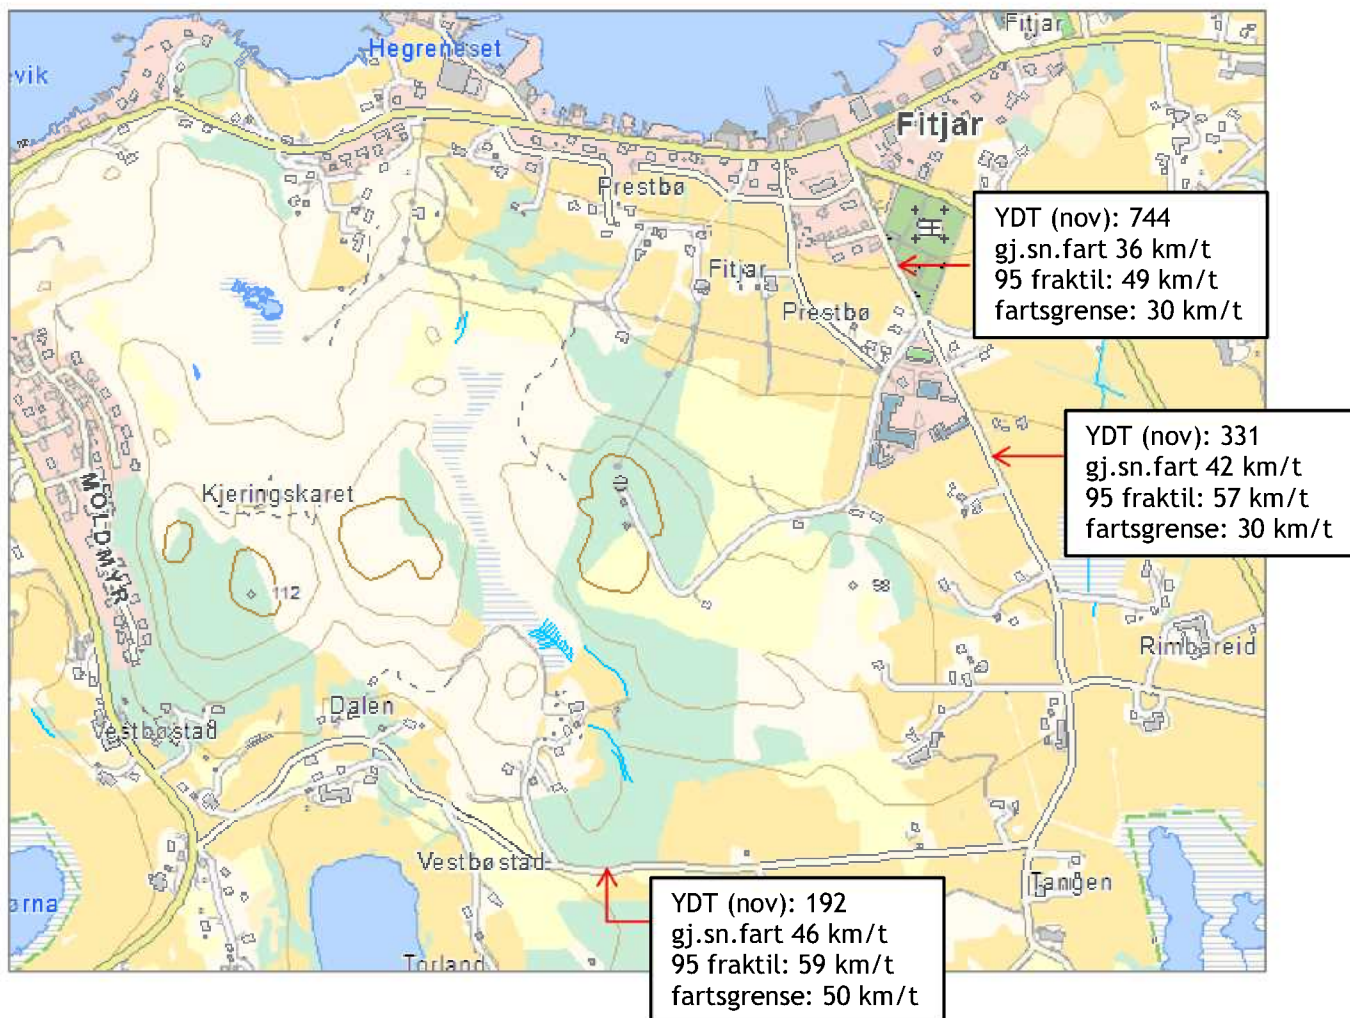 Fitjar
Hegreneset
vik
Fitjar
Prestbø
YDT (nov): 744
gj.sn.fart 36 km/t
95 fraktil: 49 km/t
fartsgrense: 30 km/t
Fitjar
Prestbø
YDT (nov): 331
gj.sn.fart 42 km/t
95 fraktil: 57 km/t
fartsgrense: 30 km/t
MOLDMYR
Kjeringskaret
112
98
Rimbareid
Dalen
Vestbøstad
Vestbøstad
Tangen
ørna
YDT (nov): 192
gj.sn.fart 46 km/t
95 fraktil: 59 km/t
fartsgrense: 50 km/t
Torland